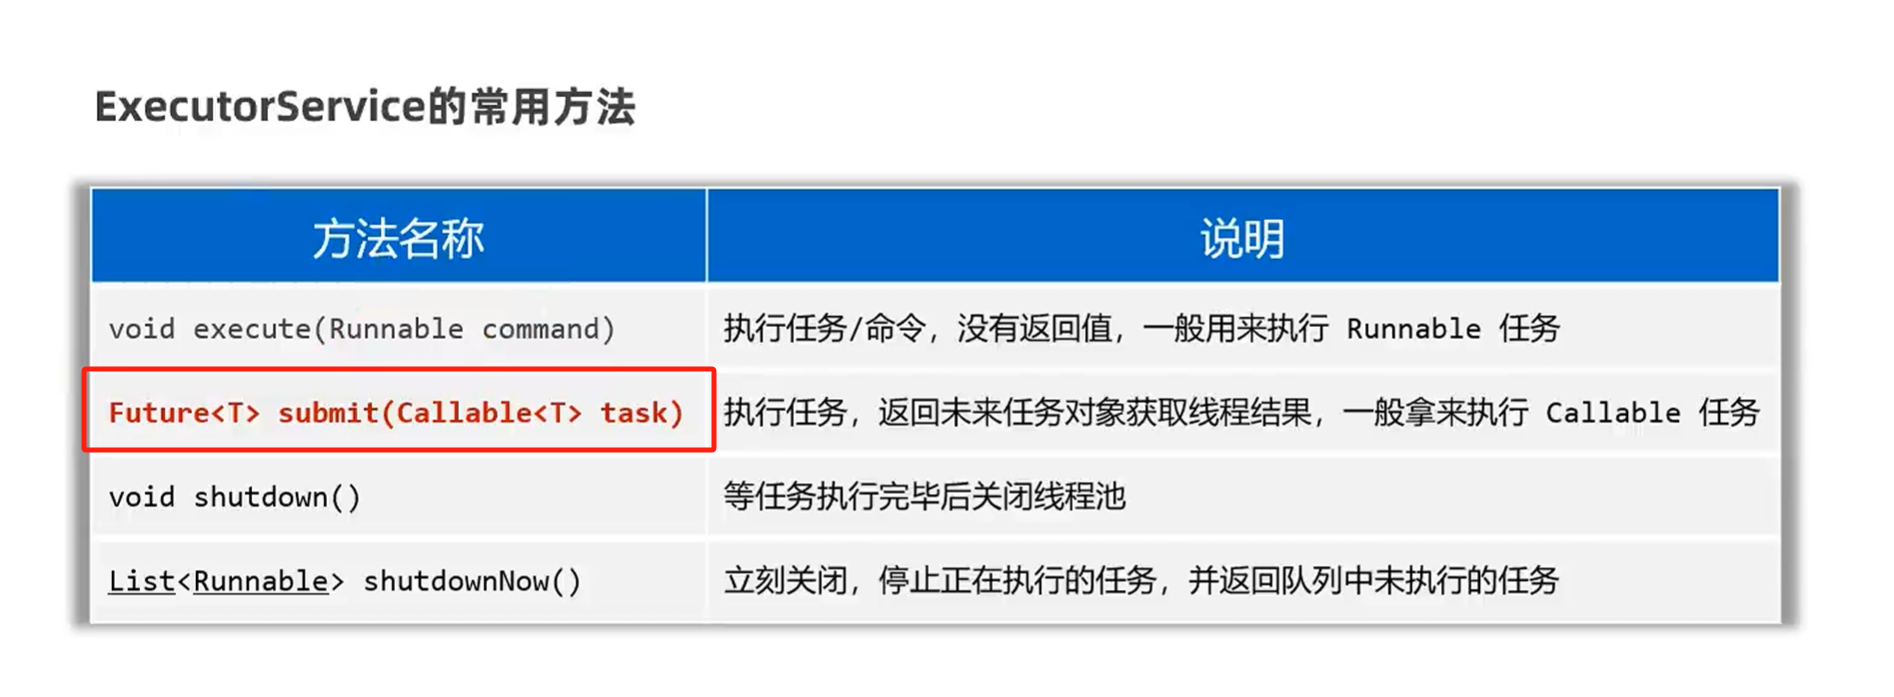 ExecutorService的常用方法
方法名称 说明
void execute(Runnable command) 执行任务/命令，没有返回值，一般用来执行 Runnable 任务
Future<T> submit(Callable<T> task) 执行任务，返回未来任务对象获取线程结果，一般拿来执行 Callable 任务
void shutdown() 等任务执行完毕后关闭线程池
List<Runnable> shutdownNow() 立刻关闭，停止正在执行的任务，并返回队列中未执行的任务